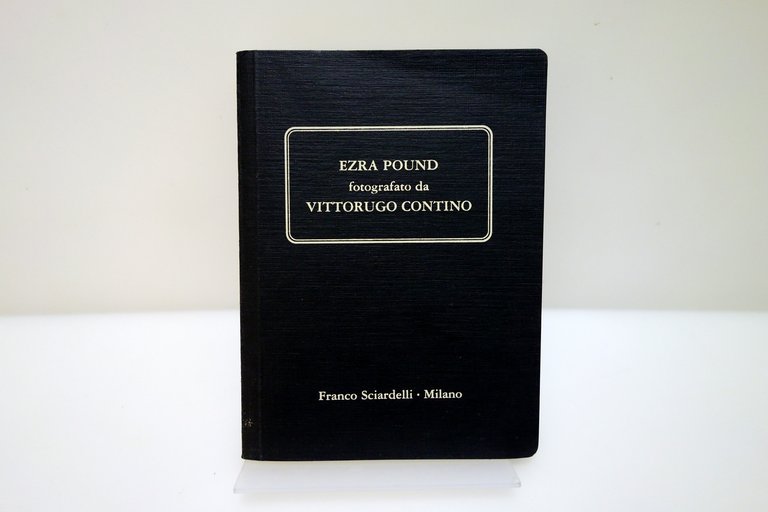 EZRA POUND
fotografato da
VITTORUGO CONTINO
Franco Sciardelli · Milano